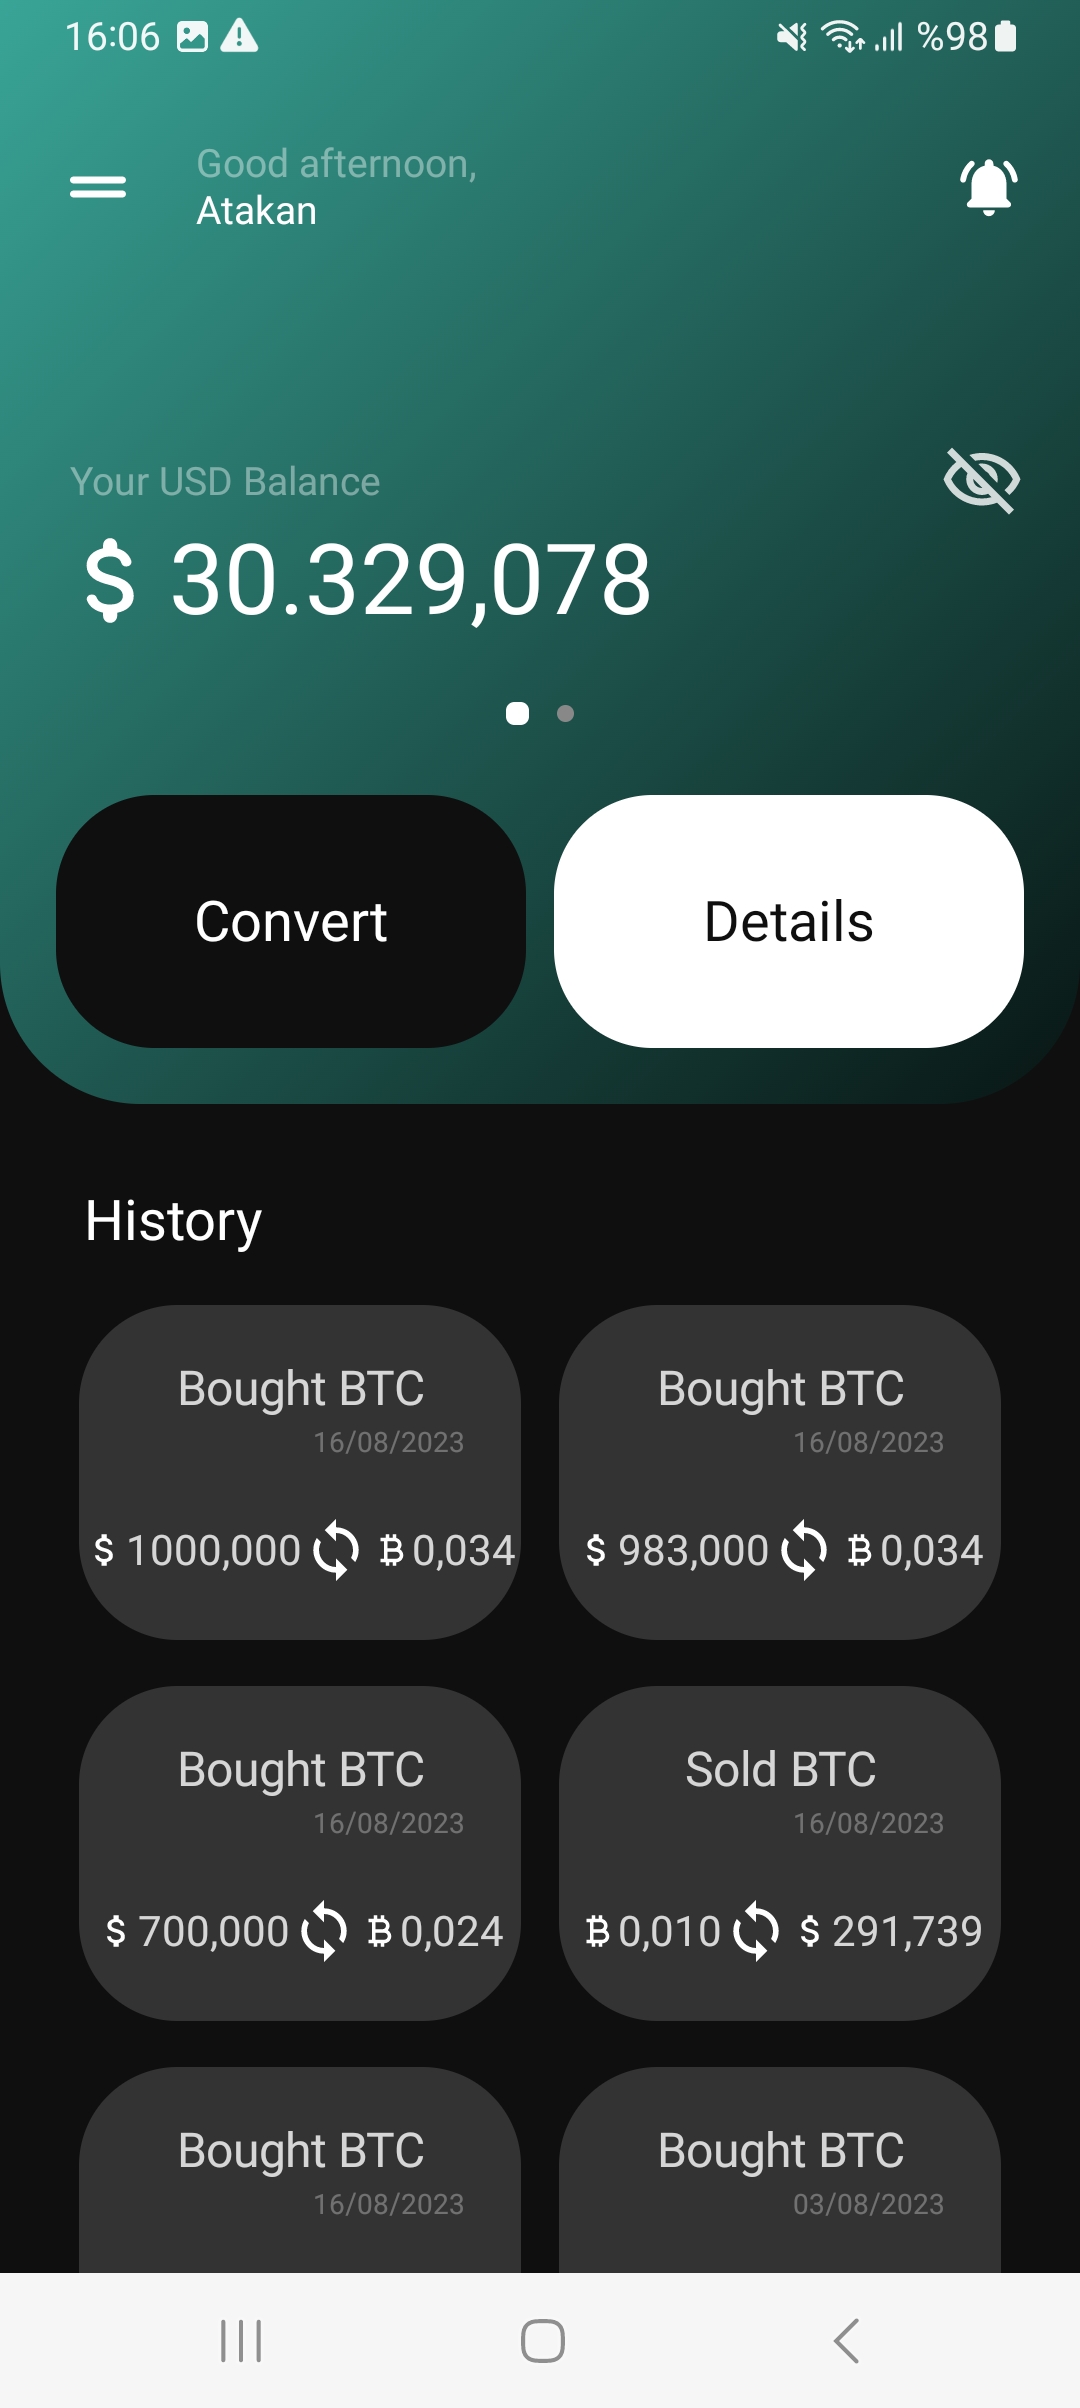 16:06
%98
Good afternoon,
Atakan
Your USD Balance
$ 30.329,078
Convert
Details
History
Bought BTC
16/08/2023
$ 1000,000 ₿ 0,034
Bought BTC
16/08/2023
$ 983,000 ₿ 0,034
Bought BTC
16/08/2023
$ 700,000 ₿ 0,024
Sold BTC
16/08/2023
₿ 0,010 $ 291,739
Bought BTC
16/08/2023
Bought BTC
03/08/2023